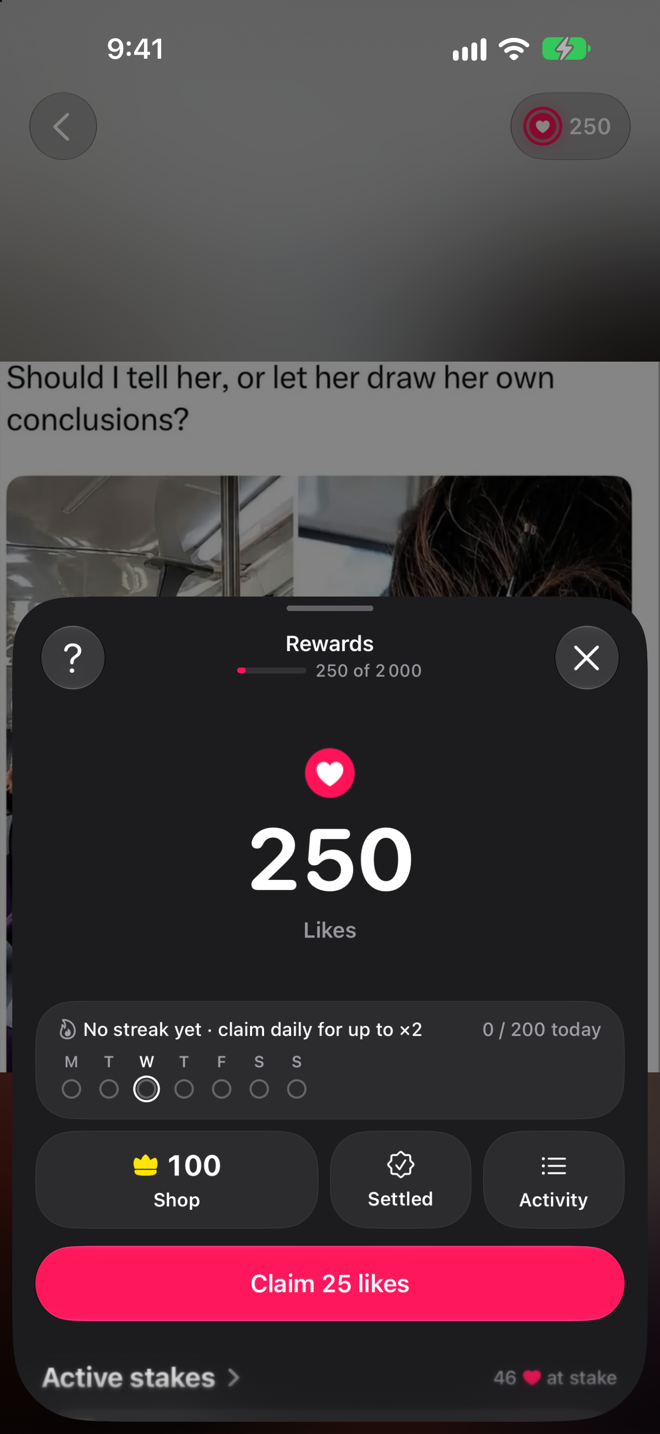 9:41
250
Should I tell her, or let her draw her own
conclusions?
?
Rewards
250 of 2 000
250
Likes
No streak yet · claim daily for up to ×2
0 / 200 today
M T W T F S S
100
Shop
Settled
Activity
Claim 25 likes
Active stakes
46 ❤ at stake